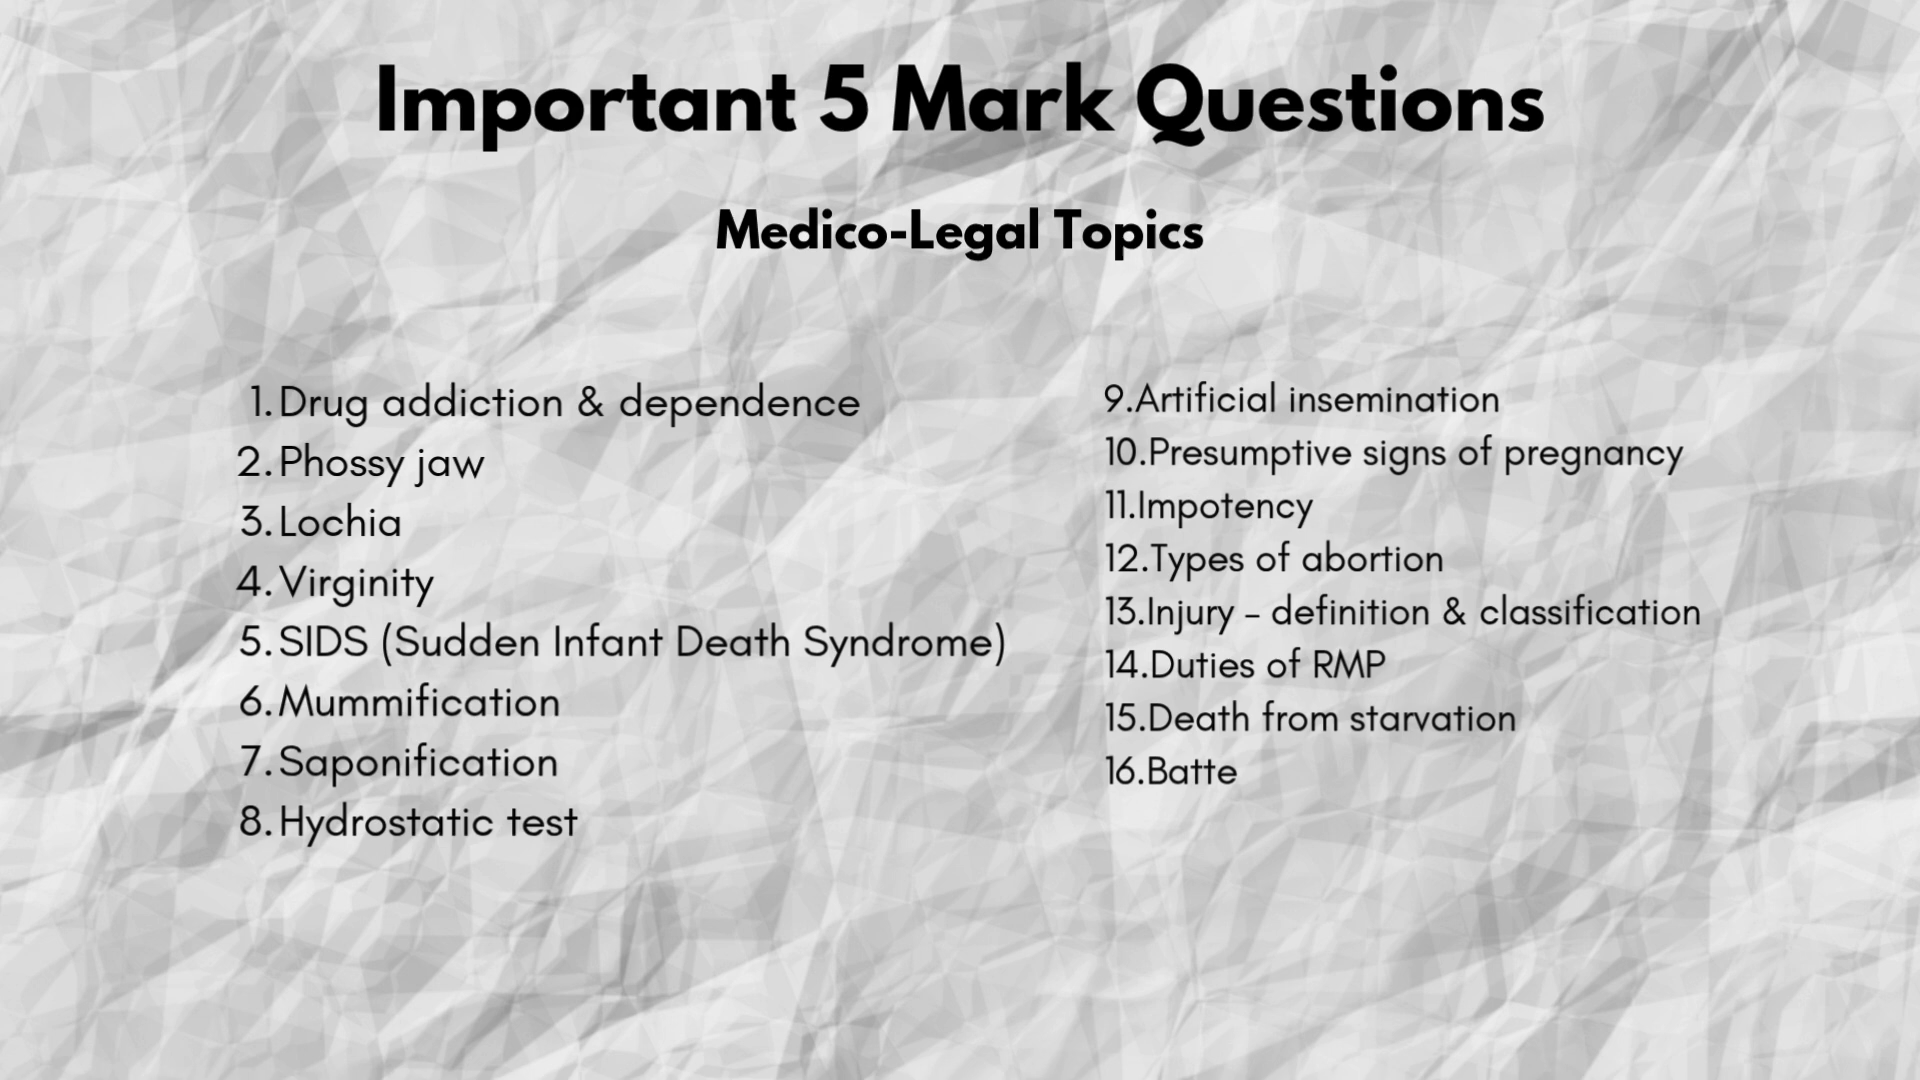 Important 5 Mark Questions
Medico-Legal Topics
1. Drug addiction & dependence
2. Phossy jaw
3. Lochia
4. Virginity
5. SIDS (Sudden Infant Death Syndrome)
6. Mummification
7. Saponification
8. Hydrostatic test
9.Artificial insemination
10.Presumptive signs of pregnancy
11.Impotency
12.Types of abortion
13.Injury – definition & classification
14.Duties of RMP
15.Death from starvation
16.Batte